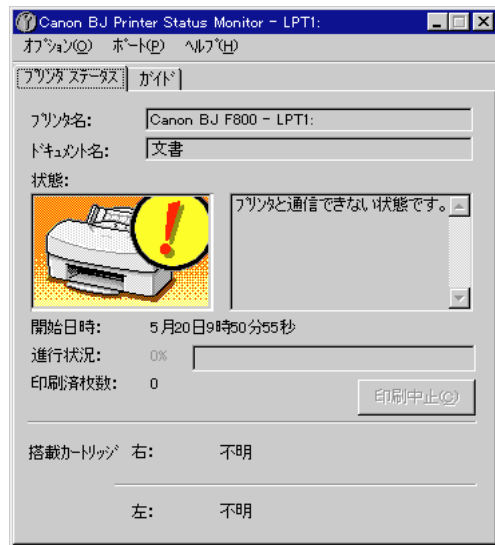 Canon BJ Printer Status Monitor - LPT1:
ｵﾌﾟｼｮﾝ(O) ﾎﾟｰﾄ(P) ﾍﾙﾌﾟ(H)
ﾌﾟﾘﾝﾀ ｽﾃｰﾀｽ ｶﾞｲﾄﾞ
ﾌﾟﾘﾝﾀ名: Canon BJ F800 - LPT1:
ﾄﾞｷｭﾒﾝﾄ名: 文書
状態:
ﾌﾟﾘﾝﾀと通信できない状態です。
開始日時: 5月20日9時50分55秒
進行状況: 0%
印刷済枚数: 0
印刷中止(C)
搭載ｶｰﾄﾘｯｼﾞ 右: 不明
左: 不明